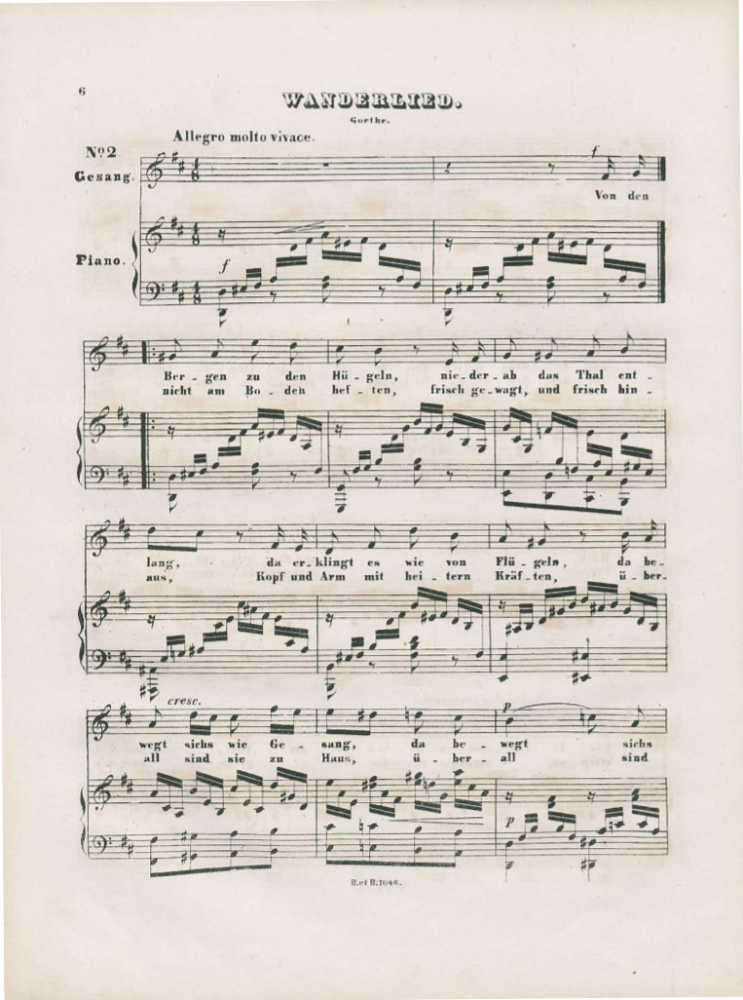 6
WANDERLIED.
Goethe.
Allegro molto vivace.
Nº 2
Gesang.
f
Von den
Piano.
f
Ber - gen zu den Hü - geln, nie - der - ab das Thal ent -
nicht am Bo - den hef - ten, frisch ge - wagt, und frisch hin -
lang, da er - klingt es wie von Flü - geln, da be -
aus, Kopf und Arm mit hei - tern Kräf - ten, ü - ber -
cresc.
p
wegt sichs wie Ge - sang, da be - wegt sichs
all sind sie zu Haus, ü - ber - all sind
p
B. et B: 1046.